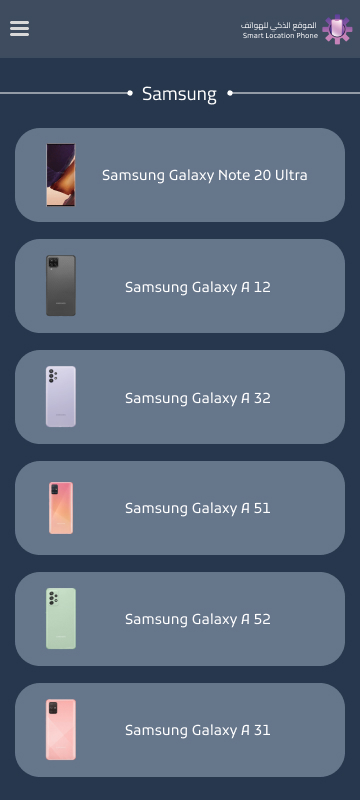 الموقع الذكي للهواتف
Smart Location Phone
Samsung
Samsung Galaxy Note 20 Ultra
Samsung Galaxy A 12
Samsung Galaxy A 32
Samsung Galaxy A 51
Samsung Galaxy A 52
Samsung Galaxy A 31